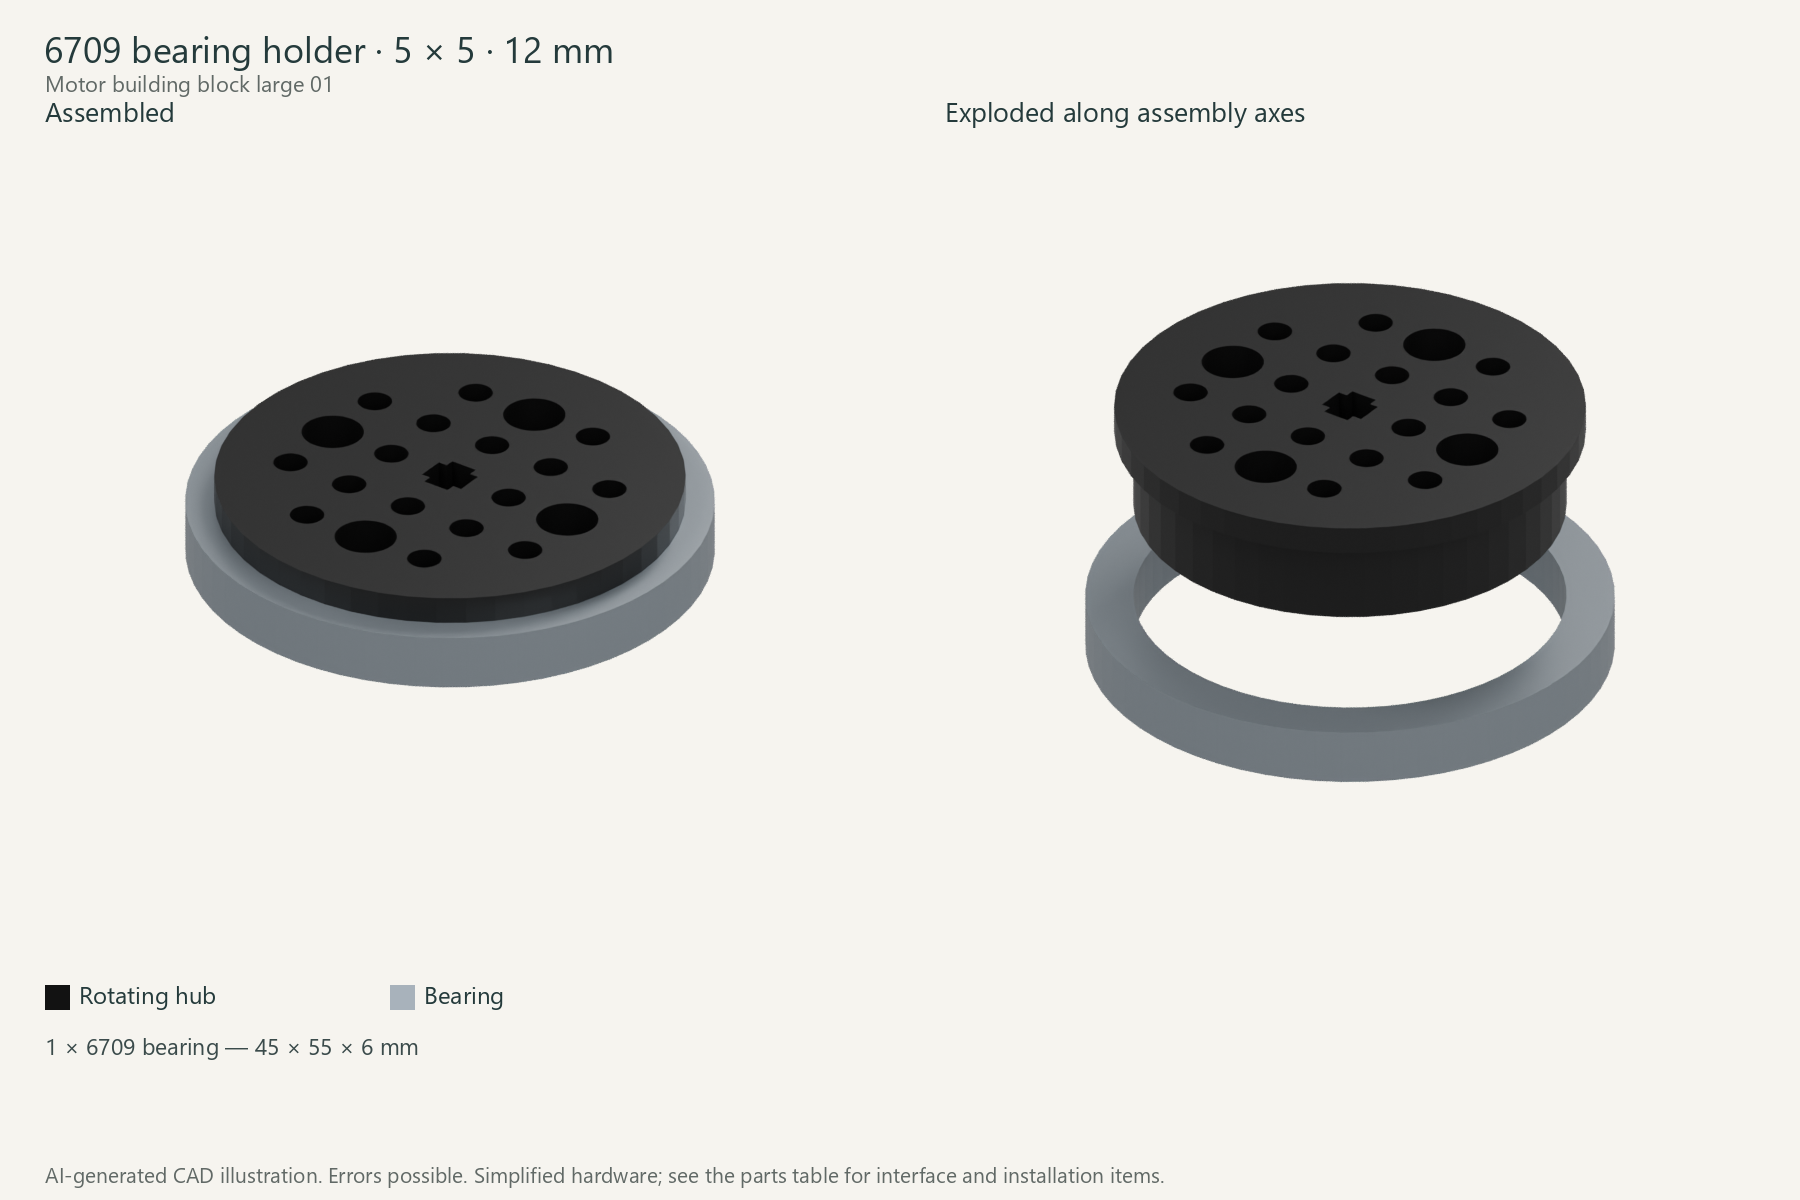 6709 bearing holder · 5 × 5 · 12 mm
Motor building block large 01
Assembled
Exploded along assembly axes
Rotating hub
Bearing
1 × 6709 bearing — 45 × 55 × 6 mm
AI-generated CAD illustration. Errors possible. Simplified hardware; see the parts table for interface and installation items.